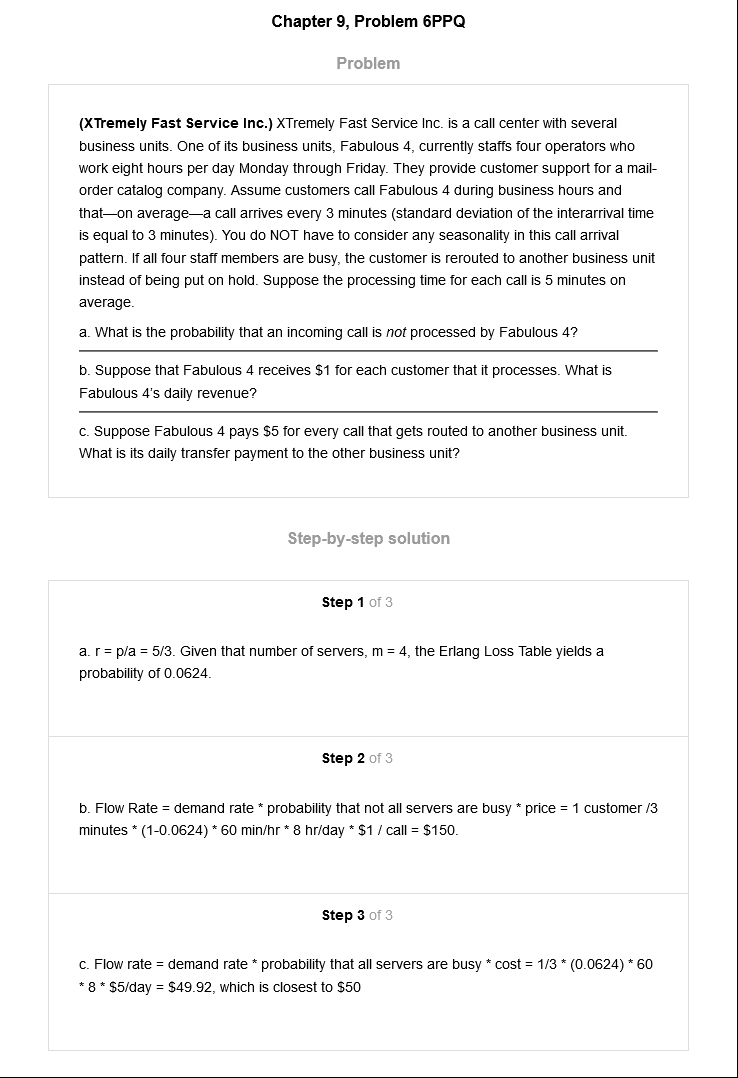 Chapter 9, Problem 6PPQ
Problem
(XTremely Fast Service Inc.) XTremely Fast Service Inc. is a call center with several
business units. One of its business units, Fabulous 4, currently staffs four operators who
work eight hours per day Monday through Friday. They provide customer support for a mail-
order catalog company. Assume customers call Fabulous 4 during business hours and
that—on average—a call arrives every 3 minutes (standard deviation of the interarrival time
is equal to 3 minutes). You do NOT have to consider any seasonality in this call arrival
pattern. If all four staff members are busy, the customer is rerouted to another business unit
instead of being put on hold. Suppose the processing time for each call is 5 minutes on
average.
a. What is the probability that an incoming call is not processed by Fabulous 4?
b. Suppose that Fabulous 4 receives $1 for each customer that it processes. What is
Fabulous 4's daily revenue?
c. Suppose Fabulous 4 pays $5 for every call that gets routed to another business unit.
What is its daily transfer payment to the other business unit?
Step-by-step solution
Step 1 of 3
a. r = p/a = 5/3. Given that number of servers, m = 4, the Erlang Loss Table yields a
probability of 0.0624.
Step 2 of 3
b. Flow Rate = demand rate * probability that not all servers are busy * price = 1 customer /3
minutes * (1-0.0624) * 60 min/hr * 8 hr/day * $1 / call = $150.
Step 3 of 3
c. Flow rate = demand rate * probability that all servers are busy * cost = 1/3 * (0.0624) * 60
* 8 * $5/day = $49.92, which is closest to $50